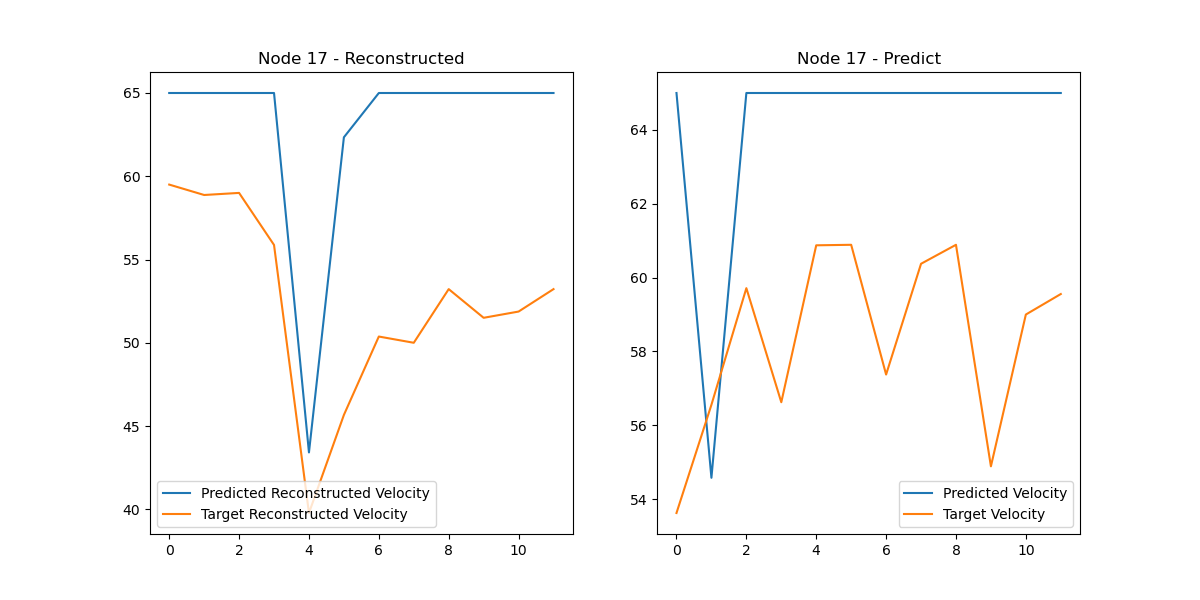 Node 17 - Reconstructed
65
60
55
50
45
40
0 2 4 6 8 10
Predicted Reconstructed Velocity
Target Reconstructed Velocity
Node 17 - Predict
64
62
60
58
56
54
0 2 4 6 8 10
Predicted Velocity
Target Velocity